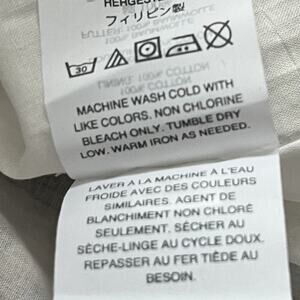 HERGESTE
フィリピン製
30
MACHINE WASH COLD WITH
LIKE COLORS, NON CHLORINE
BLEACH ONLY. TUMBLE DRY
LOW. WARM IRON AS NEEDED.
LAVER À LA MACHINE À L'EAU
FROIDE AVEC DES COULEURS
SIMILAIRES. AGENT DE
BLANCHIMENT NON CHLORÉ
SEULEMENT. SÉCHER AU
SÈCHE-LINGE AU CYCLE DOUX.
REPASSER AU FER TIÈDE AU
BESOIN.